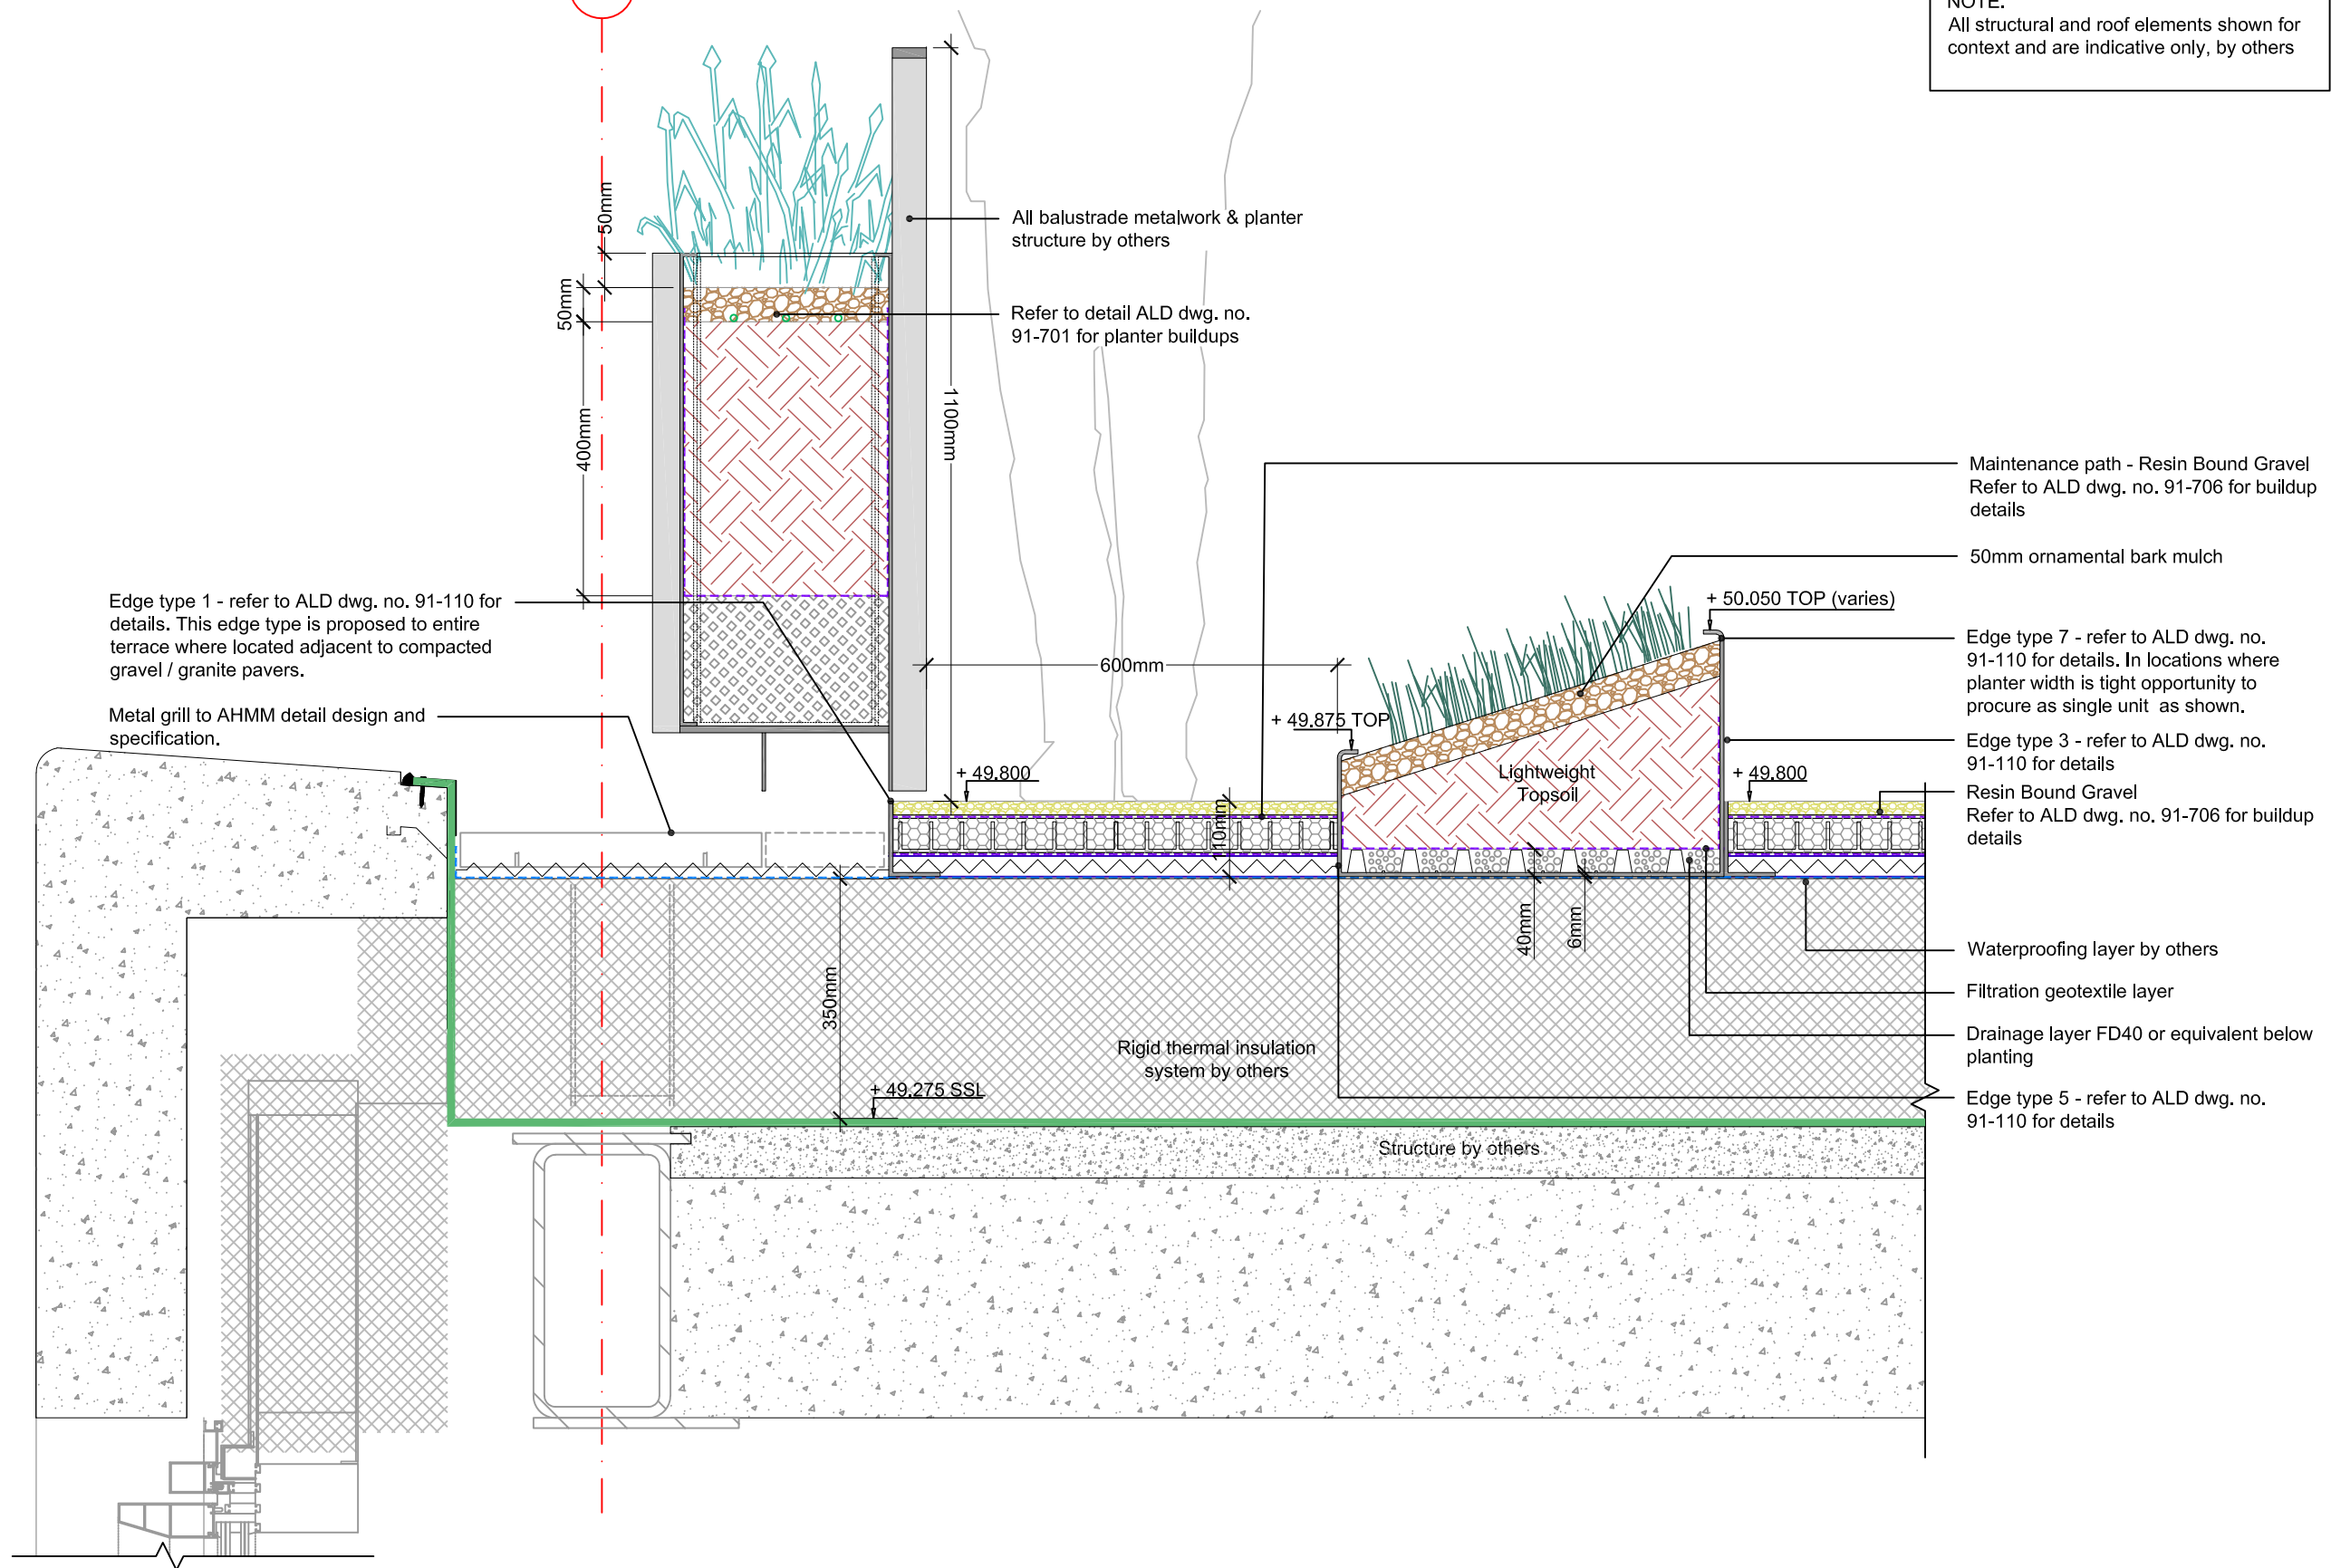 NOTE:
All structural and roof elements shown for
context and are indicative only, by others
50mm
All balustrade metalwork & planter
structure by others
50mm
Refer to detail ALD dwg. no.
91-701 for planter buildups
400mm
1100mm
Maintenance path - Resin Bound Gravel
Refer to ALD dwg. no. 91-706 for buildup
details
50mm ornamental bark mulch
Edge type 1 - refer to ALD dwg. no. 91-110 for
details. This edge type is proposed to entire
terrace where located adjacent to compacted
gravel / granite pavers.
+ 50.050 TOP (varies)
Edge type 7 - refer to ALD dwg. no.
91-110 for details. In locations where
planter width is tight opportunity to
procure as single unit as shown.
600mm
Metal grill to AHMM detail design and
specification.
+ 49.875 TOP
Edge type 3 - refer to ALD dwg. no.
91-110 for details
+ 49.800
Lightweight
Topsoil
+ 49.800
Resin Bound Gravel
Refer to ALD dwg. no. 91-706 for buildup
details
40mm
6mm
Waterproofing layer by others
350mm
Filtration geotextile layer
Drainage layer FD40 or equivalent below
planting
Rigid thermal insulation
system by others
+ 49.275 SSL
Edge type 5 - refer to ALD dwg. no.
91-110 for details
Structure by others